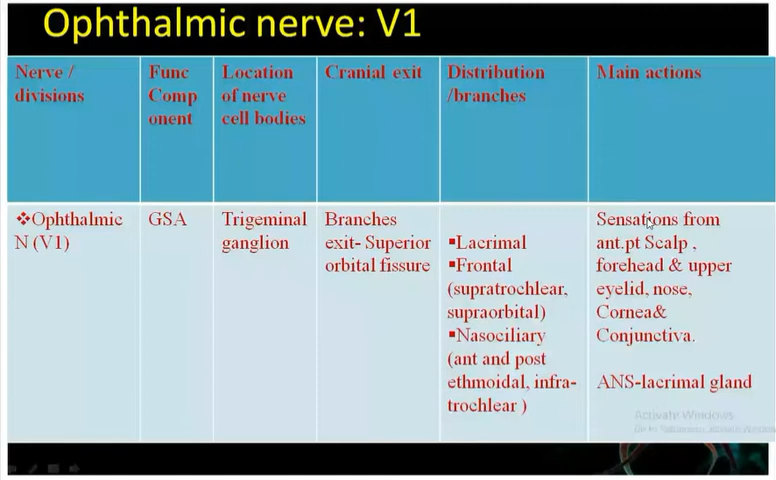 Ophthalmic nerve: V1
Nerve /
divisions
Func
Comp
onent
Location
of nerve
cell bodies
Cranial exit
Distribution
/branches
Main actions
❖Ophthalmic
N (V1)
GSA
Trigeminal
ganglion
Branches
exit- Superior
orbital fissure
▪Lacrimal
▪Frontal
(supratrochlear,
supraorbital)
▪Nasociliary
(ant and post
ethmoidal, infra-
trochlear )
Sensations from
ant.pt Scalp ,
forehead & upper
eyelid, nose,
Cornea&
Conjunctiva.
ANS-lacrimal gland
Activate Windows